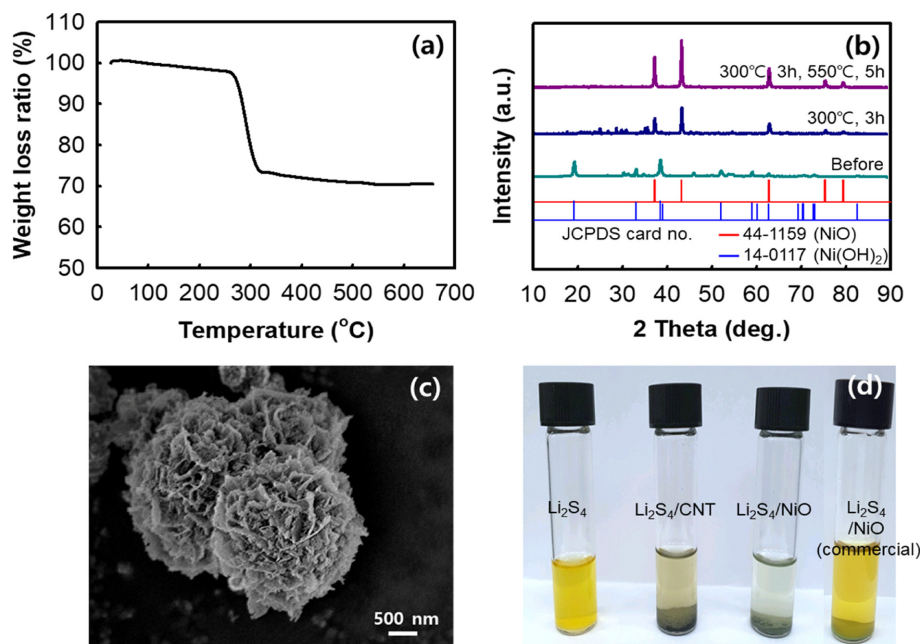 (a)
Weight loss ratio (%)
110
100
90
80
70
60
50
0 100 200 300 400 500 600 700
Temperature (°C)
(b)
Intensity (a.u.)
300℃ 3h, 550℃, 5h
300℃, 3h
Before
JCPDS card no.
44-1159 (NiO)
14-0117 (Ni(OH)₂)
10 20 30 40 50 60 70 80 90
2 Theta (deg.)
(c)
500 nm
(d)
Li₂S₄
Li₂S₄/CNT
Li₂S₄/NiO
Li₂S₄
/NiO
(commercial)